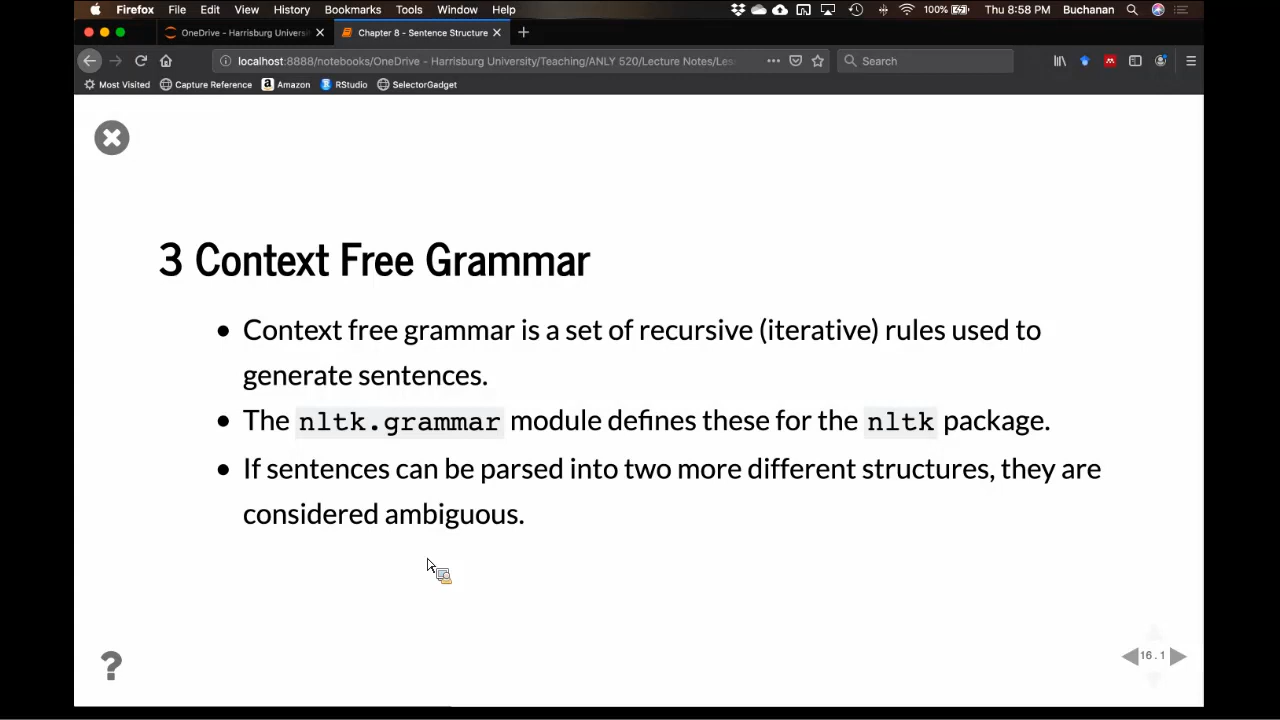 Firefox File Edit View History Bookmarks Tools Window Help 100% Thu 8:58 PM Buchanan
OneDrive - Harrisburg Universi Chapter 8 - Sentence Structure
localhost:8888/notebooks/OneDrive - Harrisburg University/Teaching/ANLY 520/Lecture Notes/Les Search
Most Visited Capture Reference Amazon RStudio SelectorGadget
3 Context Free Grammar
• Context free grammar is a set of recursive (iterative) rules used to
generate sentences.
• The nltk.grammar module defines these for the nltk package.
• If sentences can be parsed into two more different structures, they are
considered ambiguous.
?
16.1